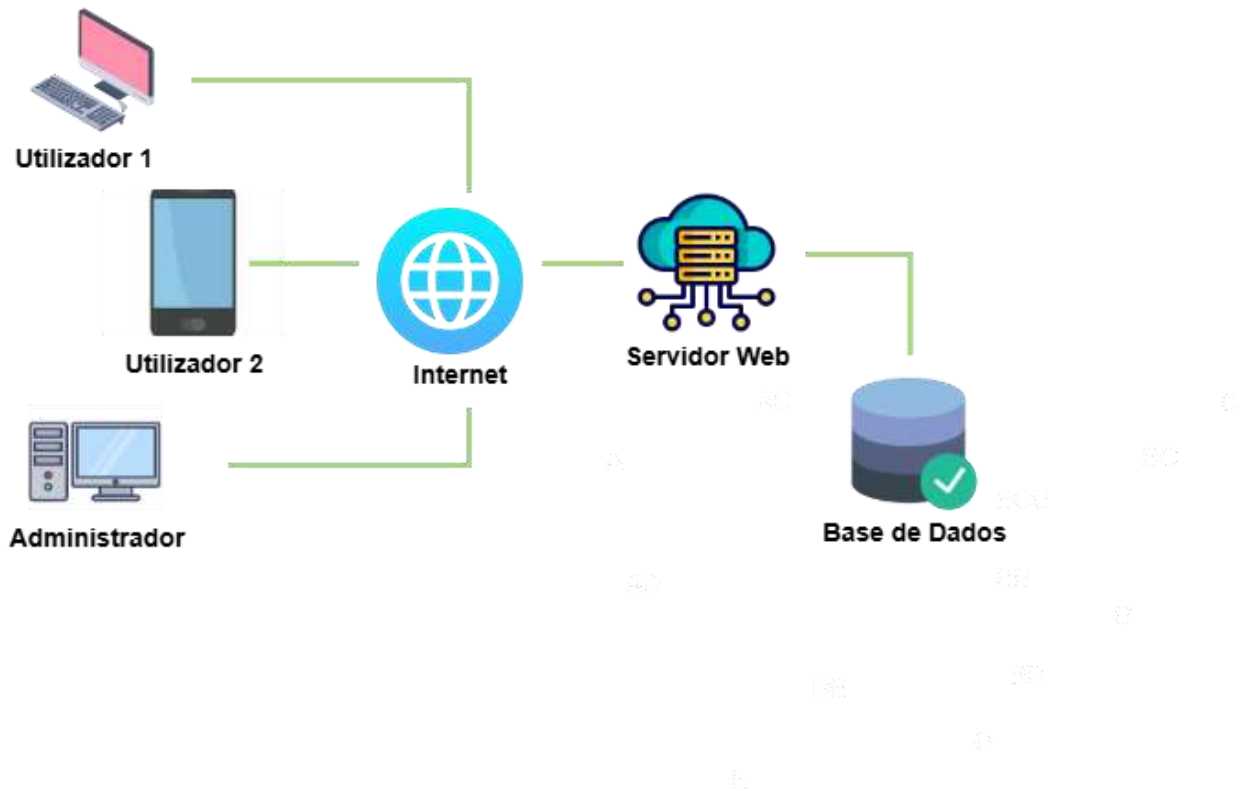 Utilizador 1
Utilizador 2
Internet
Servidor Web
Administrador
Base de Dados